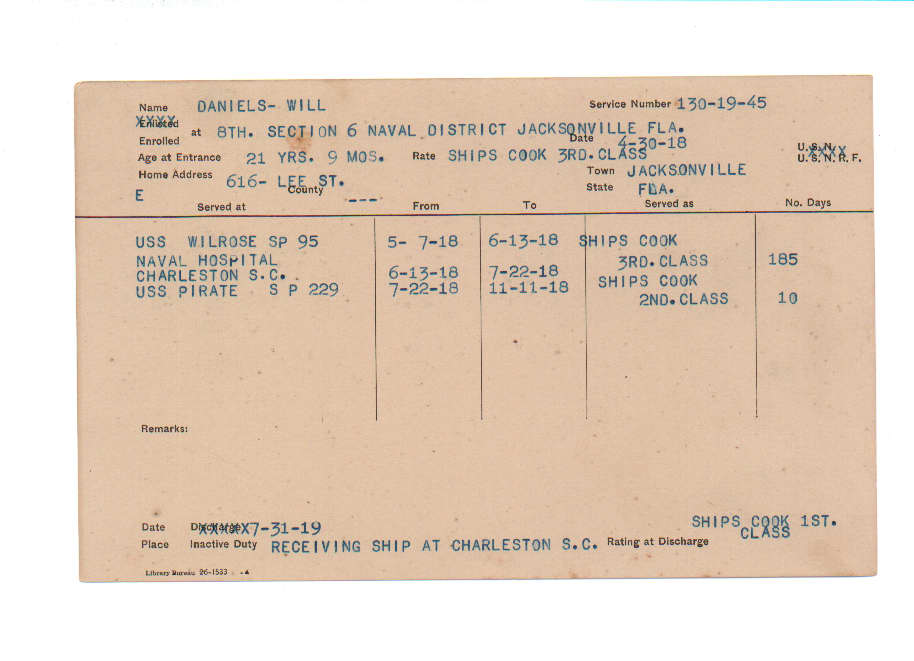 Name DANIELS- WILL Service Number 130-19-45
Enlisted
Enrolled at 8TH. SECTION 6 NAVAL DISTRICT JACKSONVILLE FLA. Date 4-30-18
Age at Entrance 21 YRS. 9 MOS. Rate SHIPS COOK 3RD. CLASS U.S.N. U.S.N.R.F.
Home Address 616- LEE ST. Town JACKSONVILLE
E County --- State FLA.
Served at From To Served as No. Days
USS WILROSE SP 95 5- 7-18 6-13-18 SHIPS COOK
NAVAL HOSPITAL 3RD. CLASS 185
CHARLESTON S.C. 6-13-18 7-22-18 SHIPS COOK
USS PIRATE S P 229 7-22-18 11-11-18 2ND. CLASS 10
Remarks:
Date Discharge XXXXX7-31-19 SHIPS COOK 1ST.
Place Inactive Duty RECEIVING SHIP AT CHARLESTON S.C. Rating at Discharge CLASS
Library Bureau 26-1533